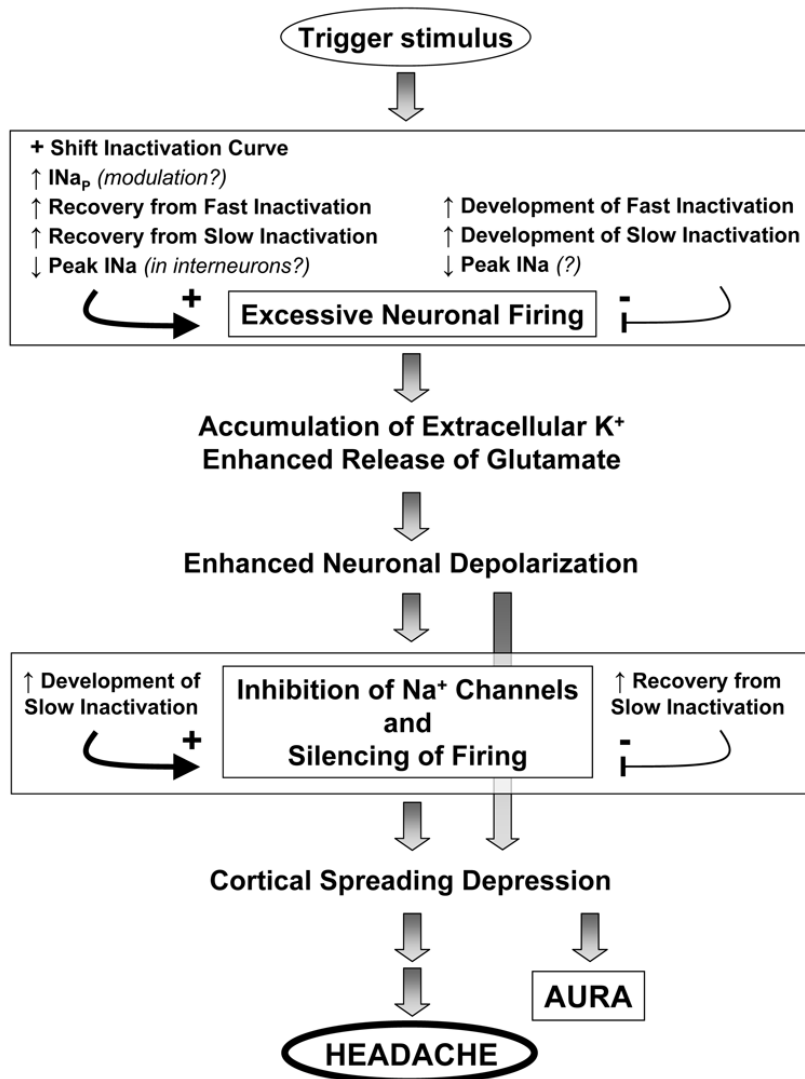 Trigger stimulus
+ Shift Inactivation Curve
↑ INaP (modulation?)
↑ Recovery from Fast Inactivation
↑ Recovery from Slow Inactivation
↓ Peak INa (in interneurons?)
↑ Development of Fast Inactivation
↑ Development of Slow Inactivation
↓ Peak INa (?)
+
Excessive Neuronal Firing
-
Accumulation of Extracellular K⁺
Enhanced Release of Glutamate
Enhanced Neuronal Depolarization
↑ Development of
Slow Inactivation
+
Inhibition of Na⁺ Channels
and
Silencing of Firing
↑ Recovery from
Slow Inactivation
-
Cortical Spreading Depression
AURA
HEADACHE